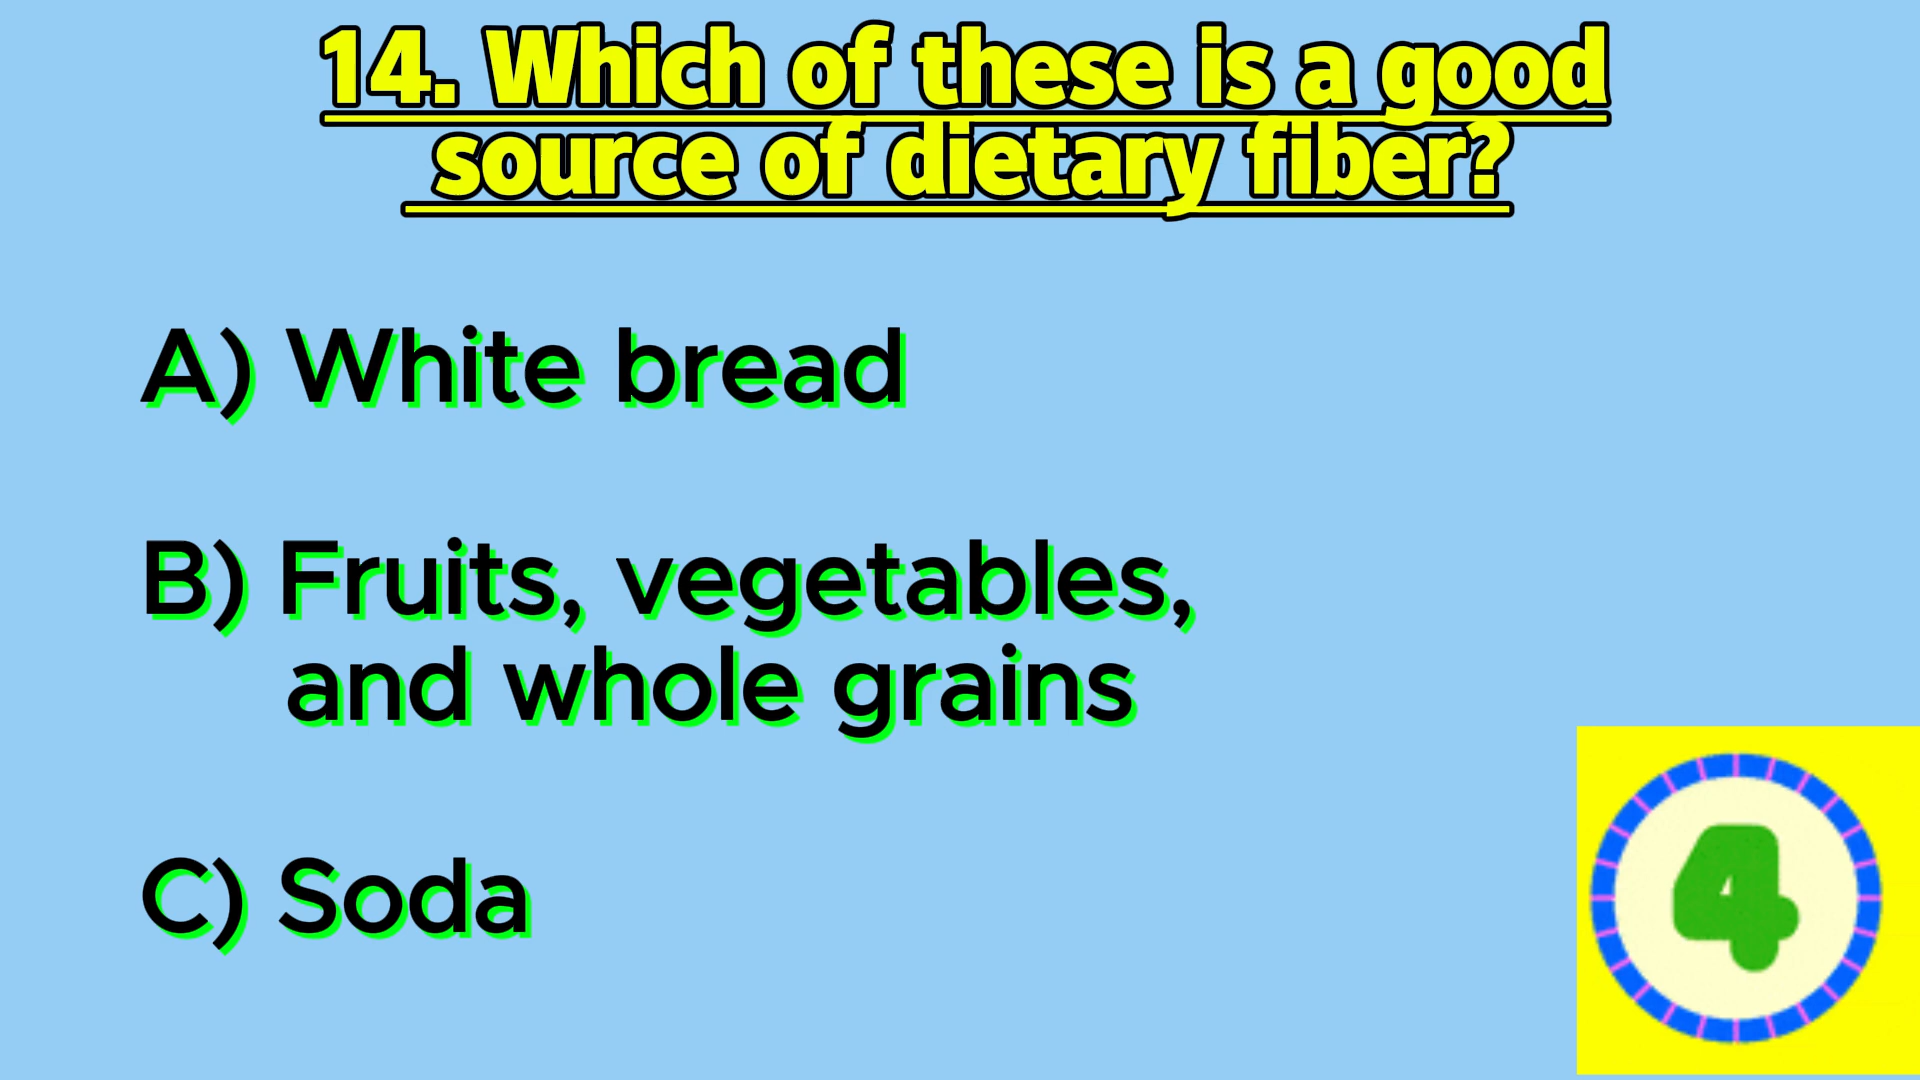 14. Which of these is a good
source of dietary fiber?
A) White bread
B) Fruits, vegetables,
and whole grains
C) Soda
4